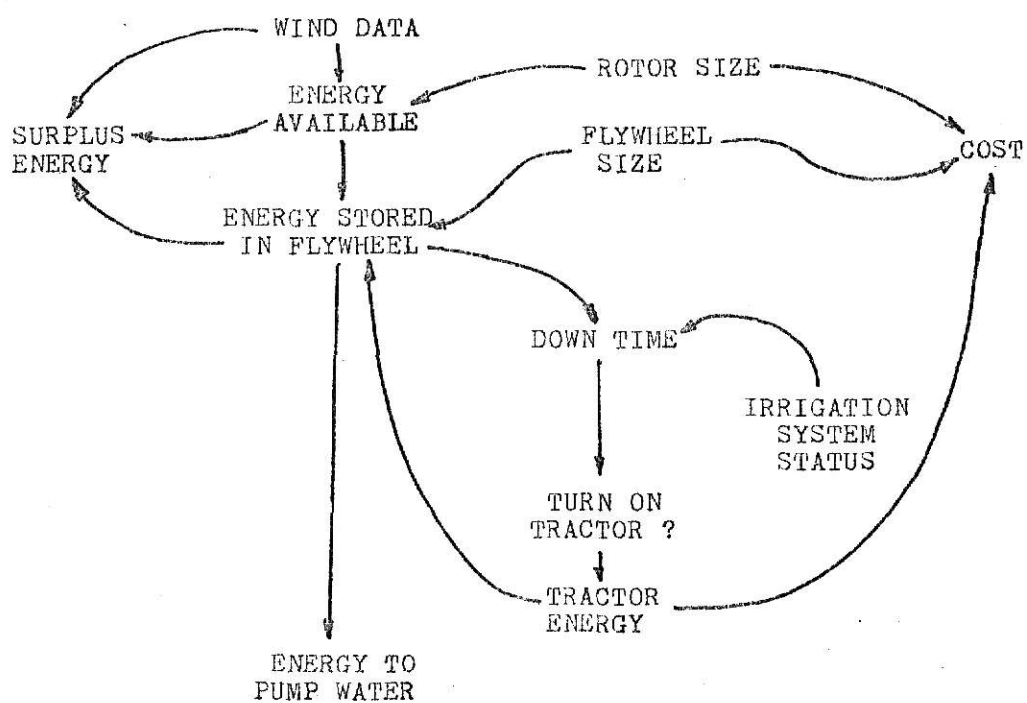 WIND DATA
ROTOR SIZE
ENERGY
AVAILABLE
SURPLUS
ENERGY
FLYWHEEL
SIZE
COST
ENERGY STORED
IN FLYWHEEL
DOWN TIME
IRRIGATION
SYSTEM
STATUS
TURN ON
TRACTOR ?
TRACTOR
ENERGY
ENERGY TO
PUMP WATER